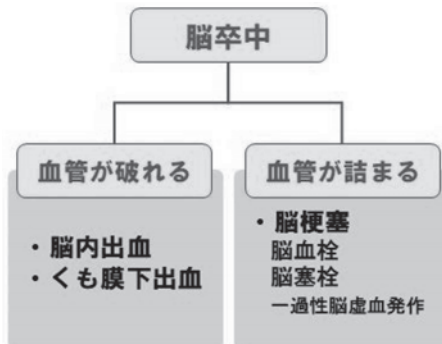 脳卒中
血管が破れる
・脳内出血
・くも膜下出血
血管が詰まる
・脳梗塞
脳血栓
脳塞栓
一過性脳虚血発作